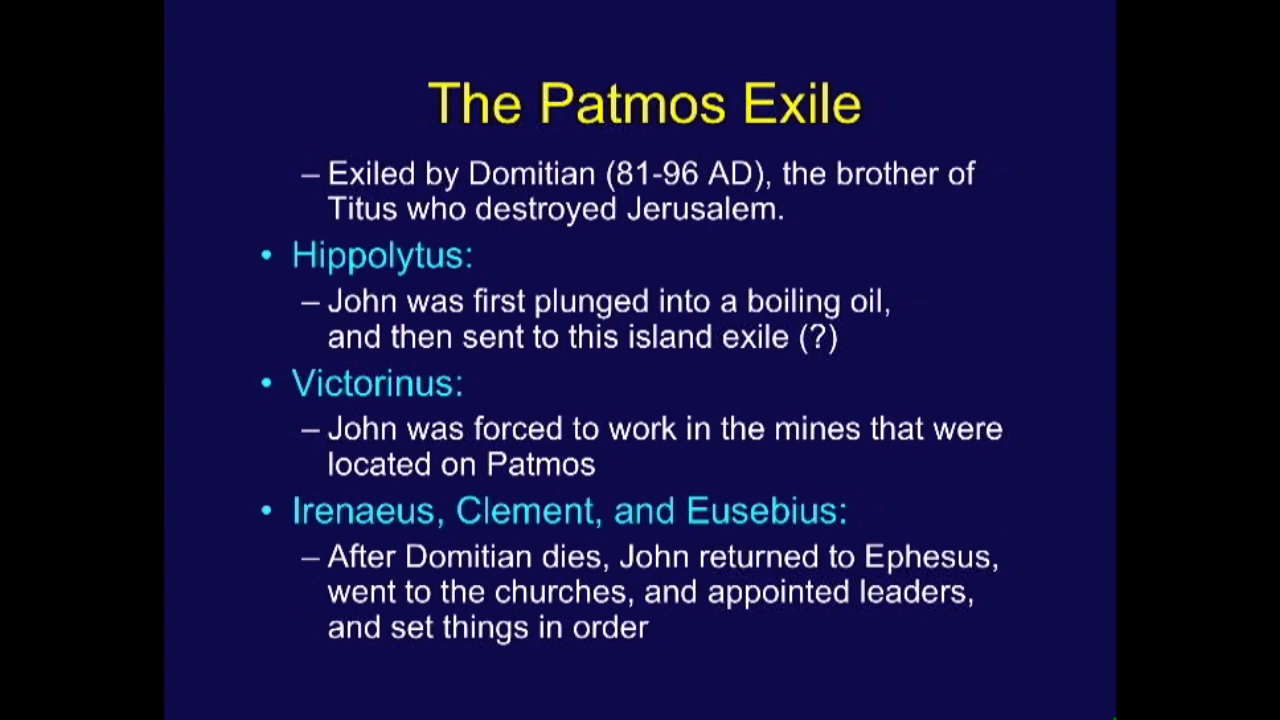 The Patmos Exile
– Exiled by Domitian (81-96 AD), the brother of
Titus who destroyed Jerusalem.
• Hippolytus:
– John was first plunged into a boiling oil,
and then sent to this island exile (?)
• Victorinus:
– John was forced to work in the mines that were
located on Patmos
• Irenaeus, Clement, and Eusebius:
– After Domitian dies, John returned to Ephesus,
went to the churches, and appointed leaders,
and set things in order